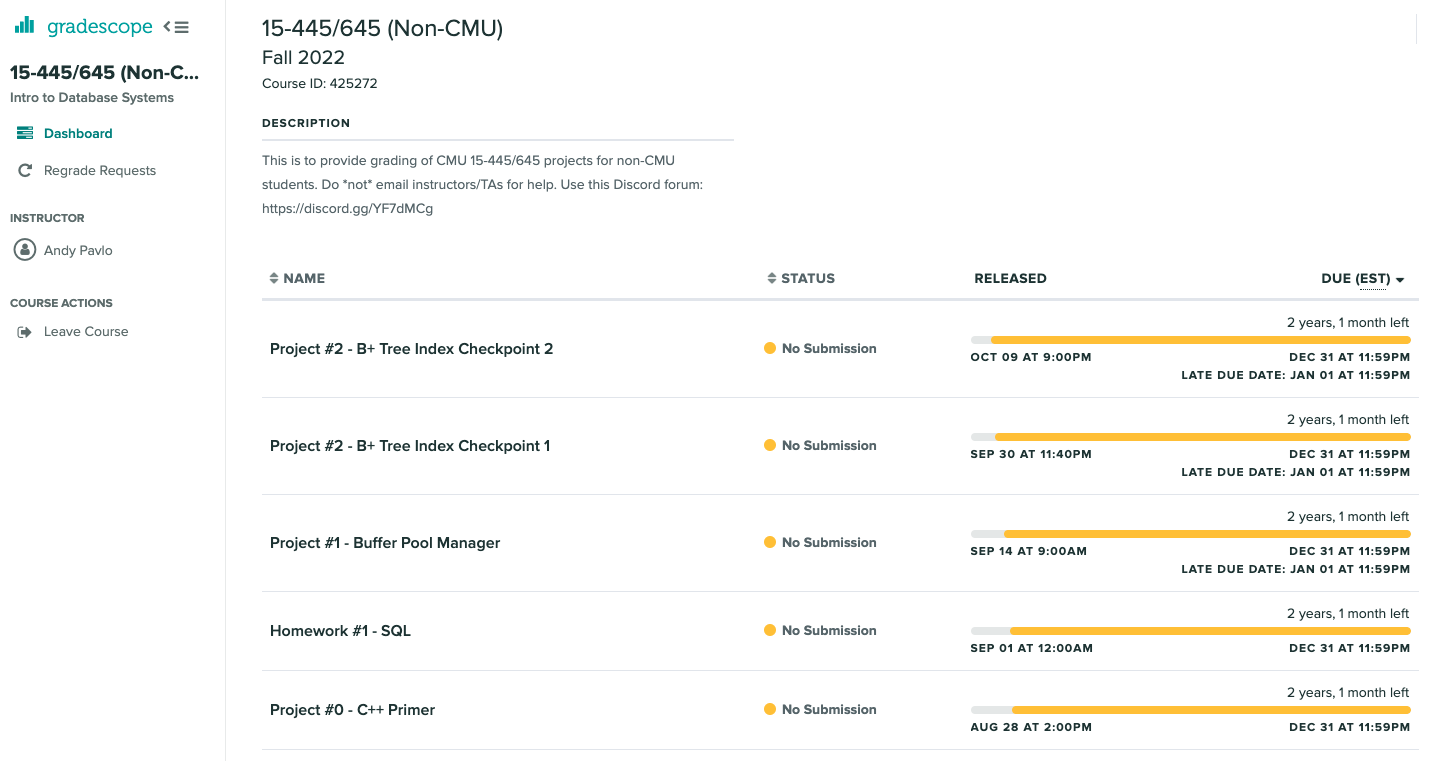 gradescope
15-445/645 (Non-C...
Intro to Database Systems
Dashboard
Regrade Requests
INSTRUCTOR
Andy Pavlo
COURSE ACTIONS
Leave Course
15-445/645 (Non-CMU)
Fall 2022
Course ID: 425272
DESCRIPTION
This is to provide grading of CMU 15-445/645 projects for non-CMU
students. Do *not* email instructors/TAs for help. Use this Discord forum:
https://discord.gg/YF7dMCg
NAME STATUS RELEASED DUE (EST)
2 years, 1 month left
Project #2 - B+ Tree Index Checkpoint 2 No Submission
OCT 09 AT 9:00PM DEC 31 AT 11:59PM
LATE DUE DATE: JAN 01 AT 11:59PM
2 years, 1 month left
Project #2 - B+ Tree Index Checkpoint 1 No Submission
SEP 30 AT 11:40PM DEC 31 AT 11:59PM
LATE DUE DATE: JAN 01 AT 11:59PM
2 years, 1 month left
Project #1 - Buffer Pool Manager No Submission
SEP 14 AT 9:00AM DEC 31 AT 11:59PM
LATE DUE DATE: JAN 01 AT 11:59PM
2 years, 1 month left
Homework #1 - SQL No Submission
SEP 01 AT 12:00AM DEC 31 AT 11:59PM
2 years, 1 month left
Project #0 - C++ Primer No Submission
AUG 28 AT 2:00PM DEC 31 AT 11:59PM